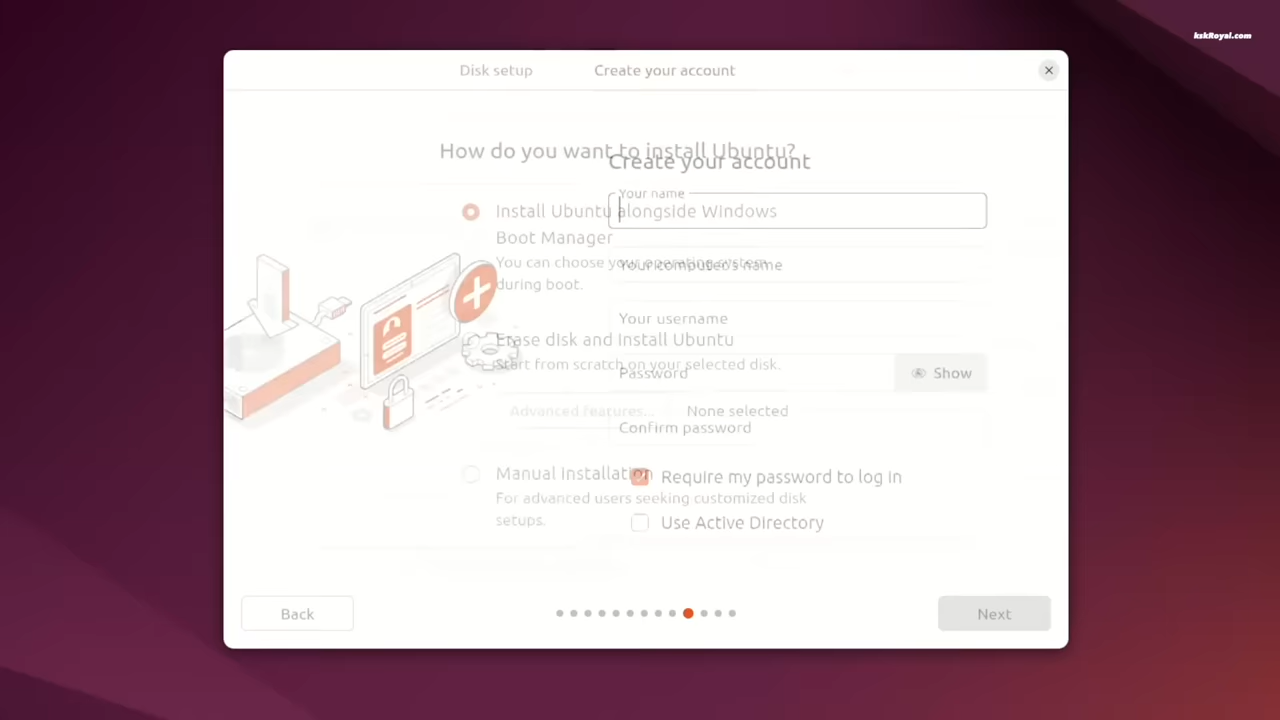 kskRoyal.com
Disk setup
Create your account
How do you want to install Ubuntu?
Install Ubuntu alongside Windows
Boot Manager
You can choose your operating system
during boot.
Erase disk and Install Ubuntu
Start from scratch on your selected disk.
Advanced features...
None selected
Manual Installation
For advanced users seeking customized disk
setups.
Create your account
Your name
Your computer's name
Your username
Password
Show
Confirm password
Require my password to log in
Use Active Directory
Back
Next